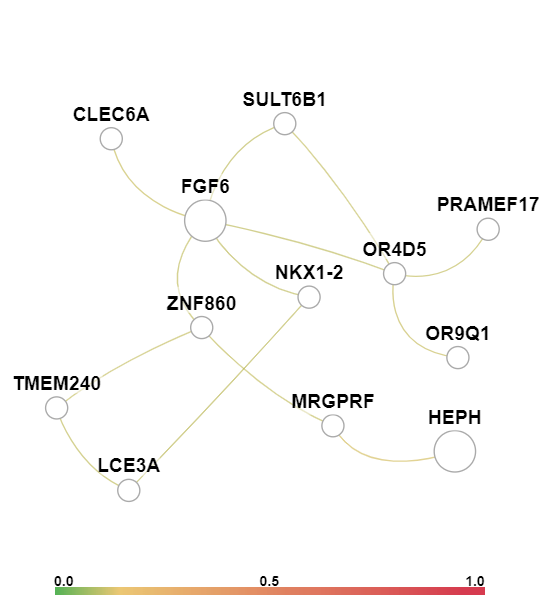 SULT6B1
CLEC6A
FGF6
PRAMEF17
OR4D5
NKX1-2
ZNF860
OR9Q1
TMEM240
MRGPRF
HEPH
LCE3A
0.0 0.5 1.0